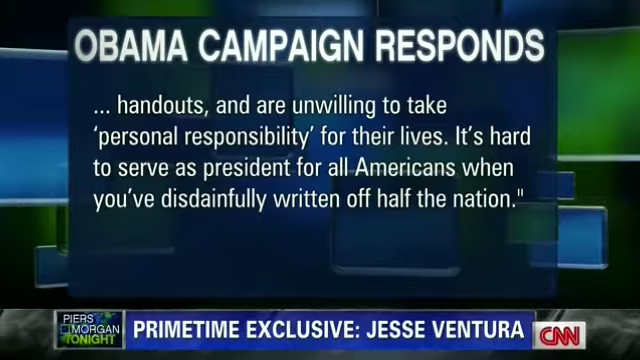 OBAMA CAMPAIGN RESPONDS
... handouts, and are unwilling to take
'personal responsibility' for their lives. It's hard
to serve as president for all Americans when
you've disdainfully written off half the nation."
PIERS
MORGAN
TONIGHT
PRIMETIME EXCLUSIVE: JESSE VENTURA
CNN